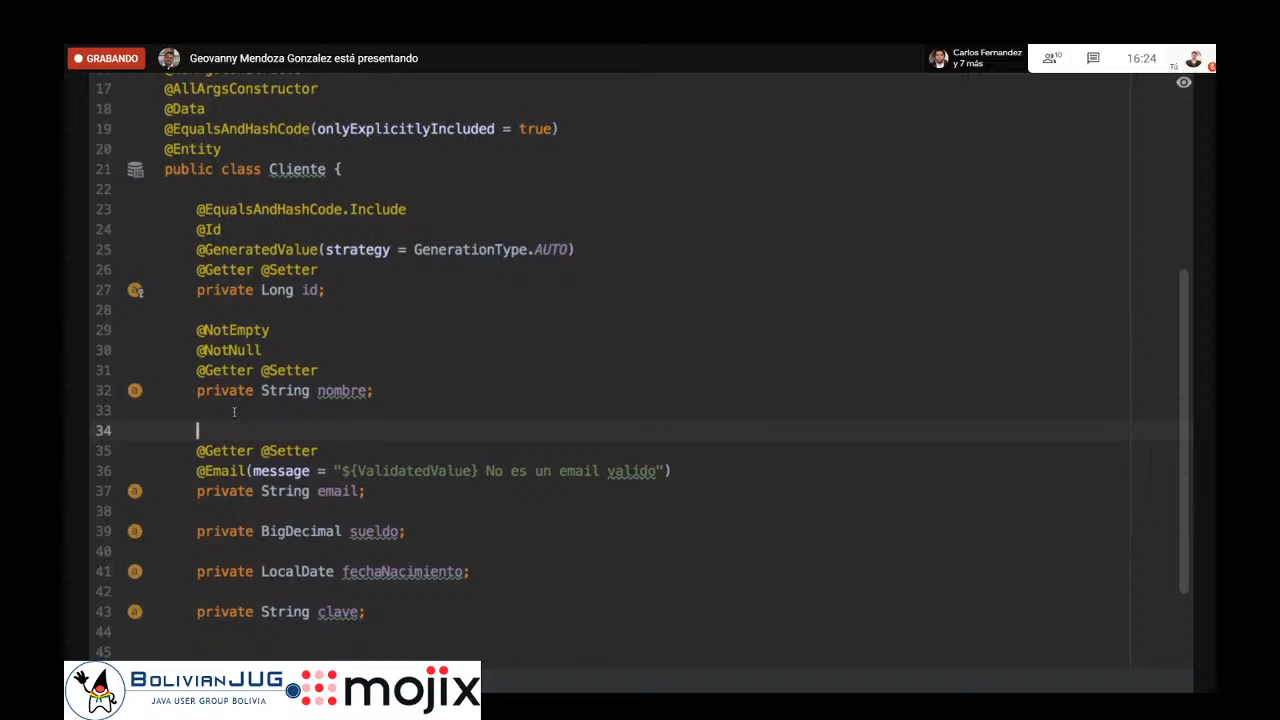 GRABANDO
Geovanny Mendoza Gonzalez está presentando
Carlos Fernandez
y 7 más
10
16:24
Tú
17 @AllArgsConstructor
18 @Data
19 @EqualsAndHashCode(onlyExplicitlyIncluded = true)
20 @Entity
21 public class Cliente {
22
23 @EqualsAndHashCode.Include
24 @Id
25 @GeneratedValue(strategy = GenerationType.AUTO)
26 @Getter @Setter
27 private Long id;
28
29 @NotEmpty
30 @NotNull
31 @Getter @Setter
32 private String nombre;
33
34
35 @Getter @Setter
36 @Email(message = "${ValidatedValue} No es un email valido")
37 private String email;
38
39 private BigDecimal sueldo;
40
41 private LocalDate fechaNacimiento;
42
43 private String clave;
44
45
BOLIVIANJUG
JAVA USER GROUP BOLIVIA
mojix